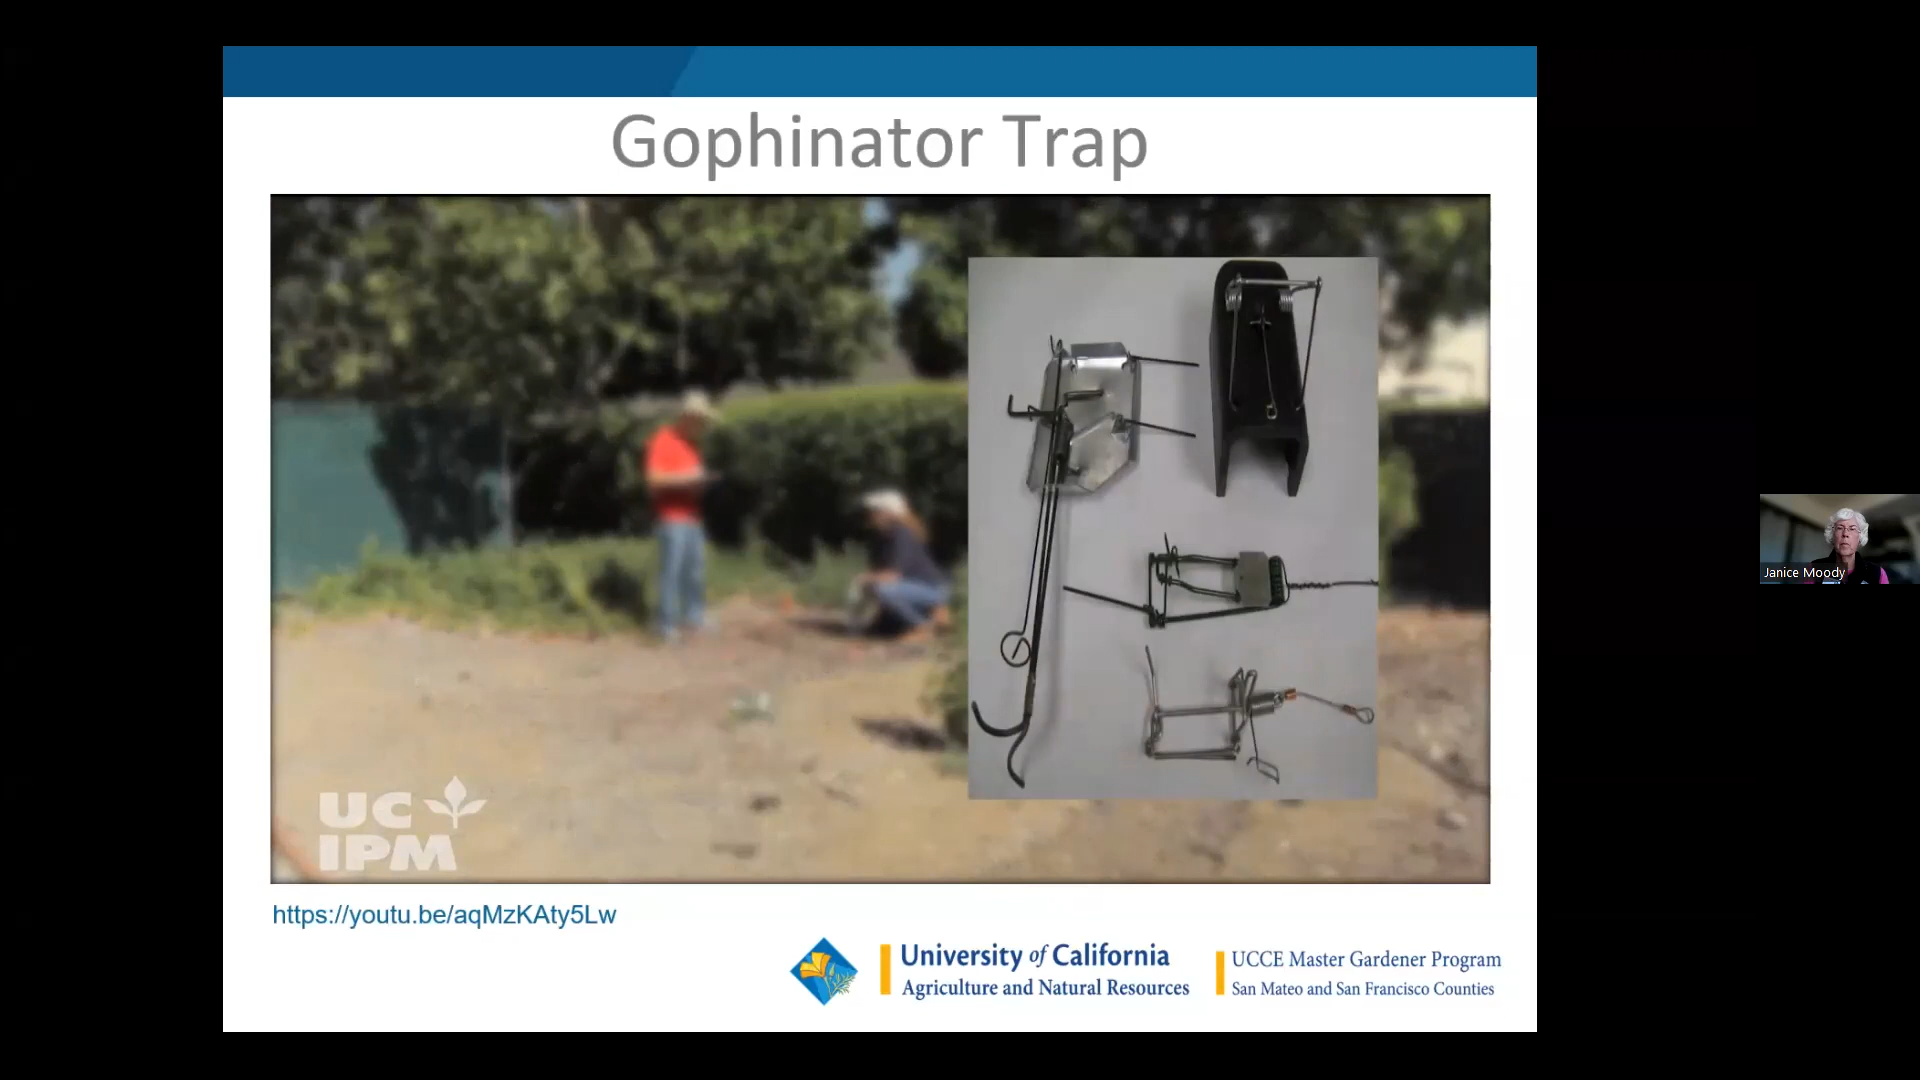 Gophinator Trap
UC
IPM
https://youtu.be/aqMzKAty5Lw
University of California
Agriculture and Natural Resources
UCCE Master Gardener Program
San Mateo and San Francisco Counties
Janice Moody